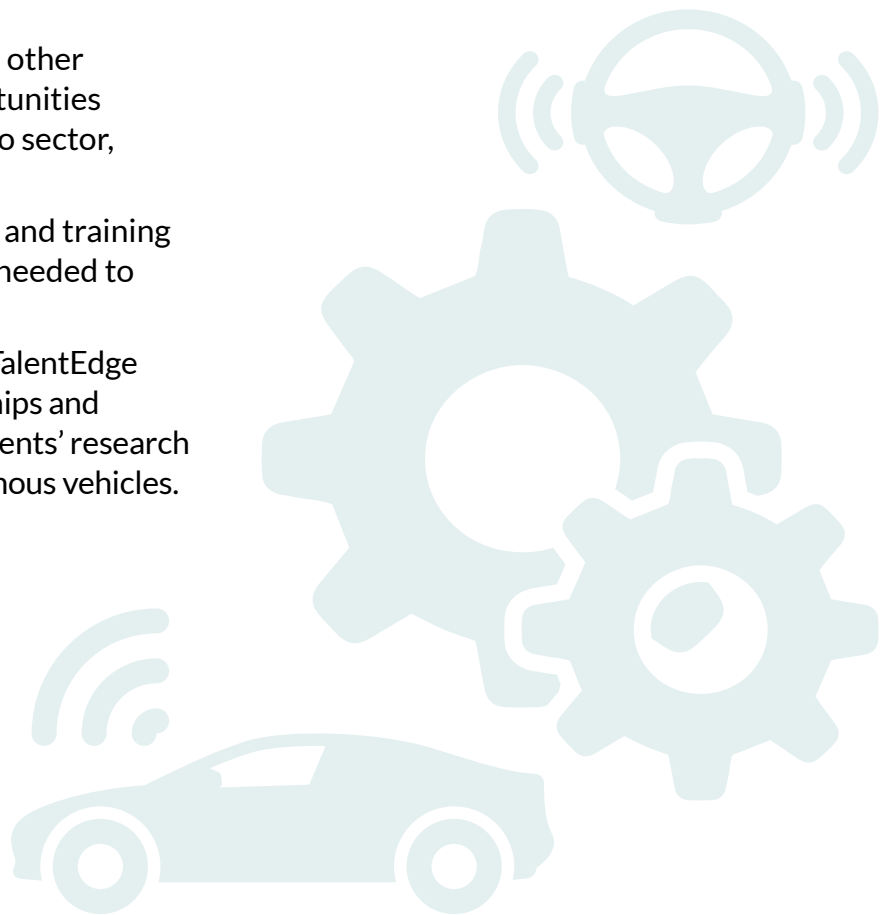 other
tunities
o sector,
and training
needed to
TalentEdge
hips and
ents’ research
nous vehicles.